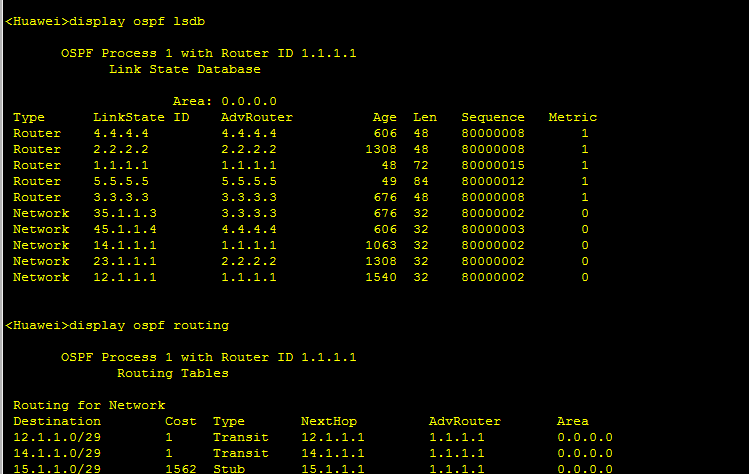 <Huawei>display ospf lsdb
OSPF Process 1 with Router ID 1.1.1.1
Link State Database
Area: 0.0.0.0
Type LinkState ID AdvRouter Age Len Sequence Metric
Router 4.4.4.4 4.4.4.4 606 48 80000008 1
Router 2.2.2.2 2.2.2.2 1308 48 80000008 1
Router 1.1.1.1 1.1.1.1 48 72 80000015 1
Router 5.5.5.5 5.5.5.5 49 84 80000012 1
Router 3.3.3.3 3.3.3.3 676 48 80000008 1
Network 35.1.1.3 3.3.3.3 676 32 80000002 0
Network 45.1.1.4 4.4.4.4 606 32 80000003 0
Network 14.1.1.1 1.1.1.1 1063 32 80000002 0
Network 23.1.1.1 2.2.2.2 1308 32 80000002 0
Network 12.1.1.1 1.1.1.1 1540 32 80000002 0
<Huawei>display ospf routing
OSPF Process 1 with Router ID 1.1.1.1
Routing Tables
Routing for Network
Destination Cost Type NextHop AdvRouter Area
12.1.1.0/29 1 Transit 12.1.1.1 1.1.1.1 0.0.0.0
14.1.1.0/29 1 Transit 14.1.1.1 1.1.1.1 0.0.0.0
15.1.1.0/29 1562 Stub 15.1.1.1 1.1.1.1 0.0.0.0